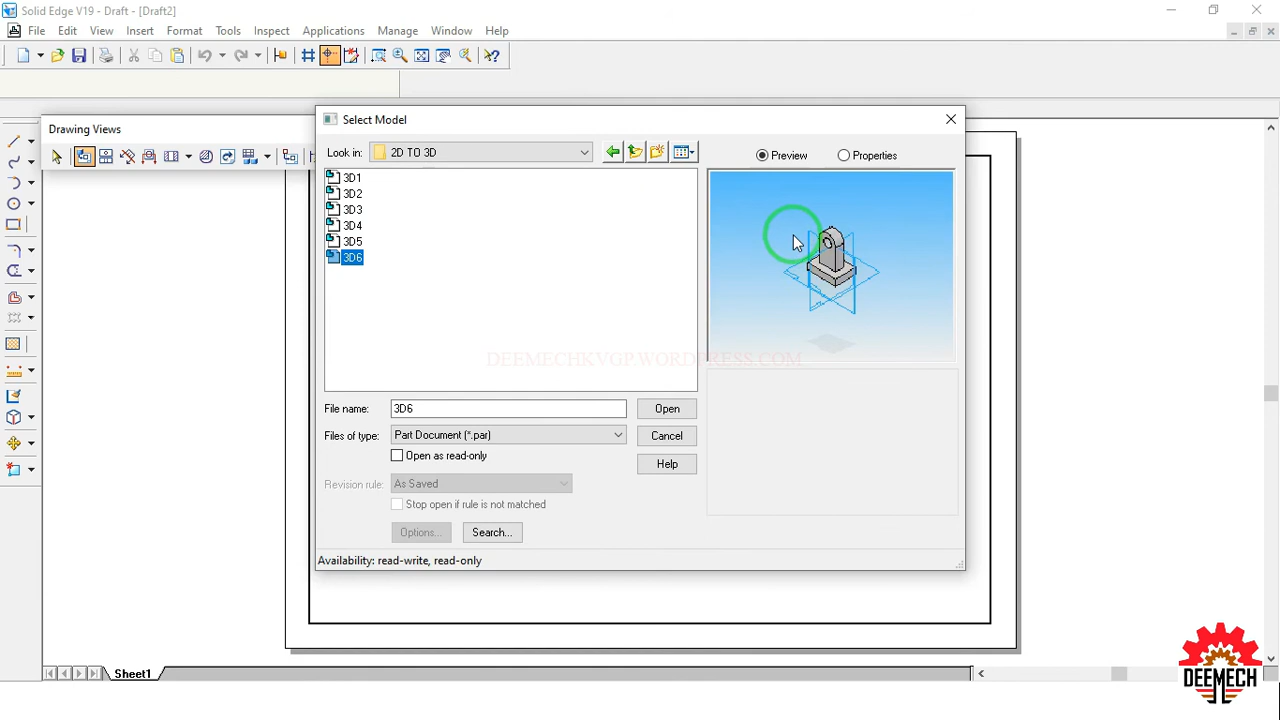 Solid Edge V19 - Draft - [Draft2]
File Edit View Insert Format Tools Inspect Applications Manage Window Help
Drawing Views
Select Model
Look in: 2D TO 3D
Preview Properties
3D1
3D2
3D3
3D4
3D5
3D6
DEEMECHKVGP.WORDPRESS.COM
File name: 3D6 Open
Files of type: Part Document (*.par) Cancel
Open as read-only Help
Revision rule: As Saved
Stop open if rule is not matched
Options... Search...
Availability: read-write, read-only
Sheet1
DEEMECH